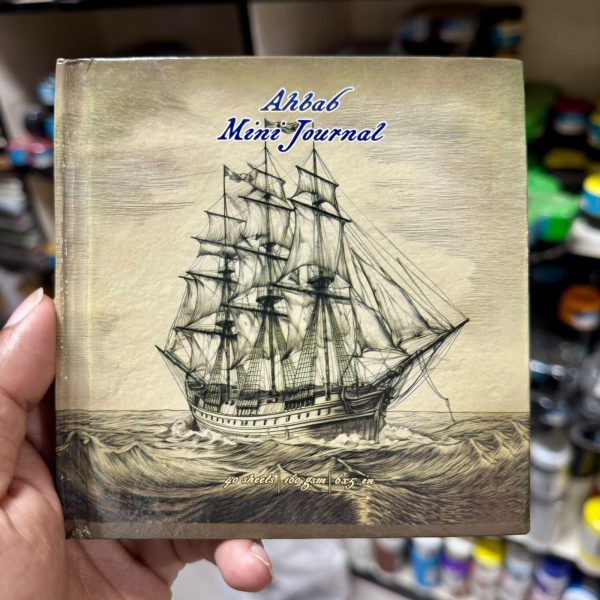 Ahbab
Mini Journal
40 sheets | 160 gsm | 6x5 in